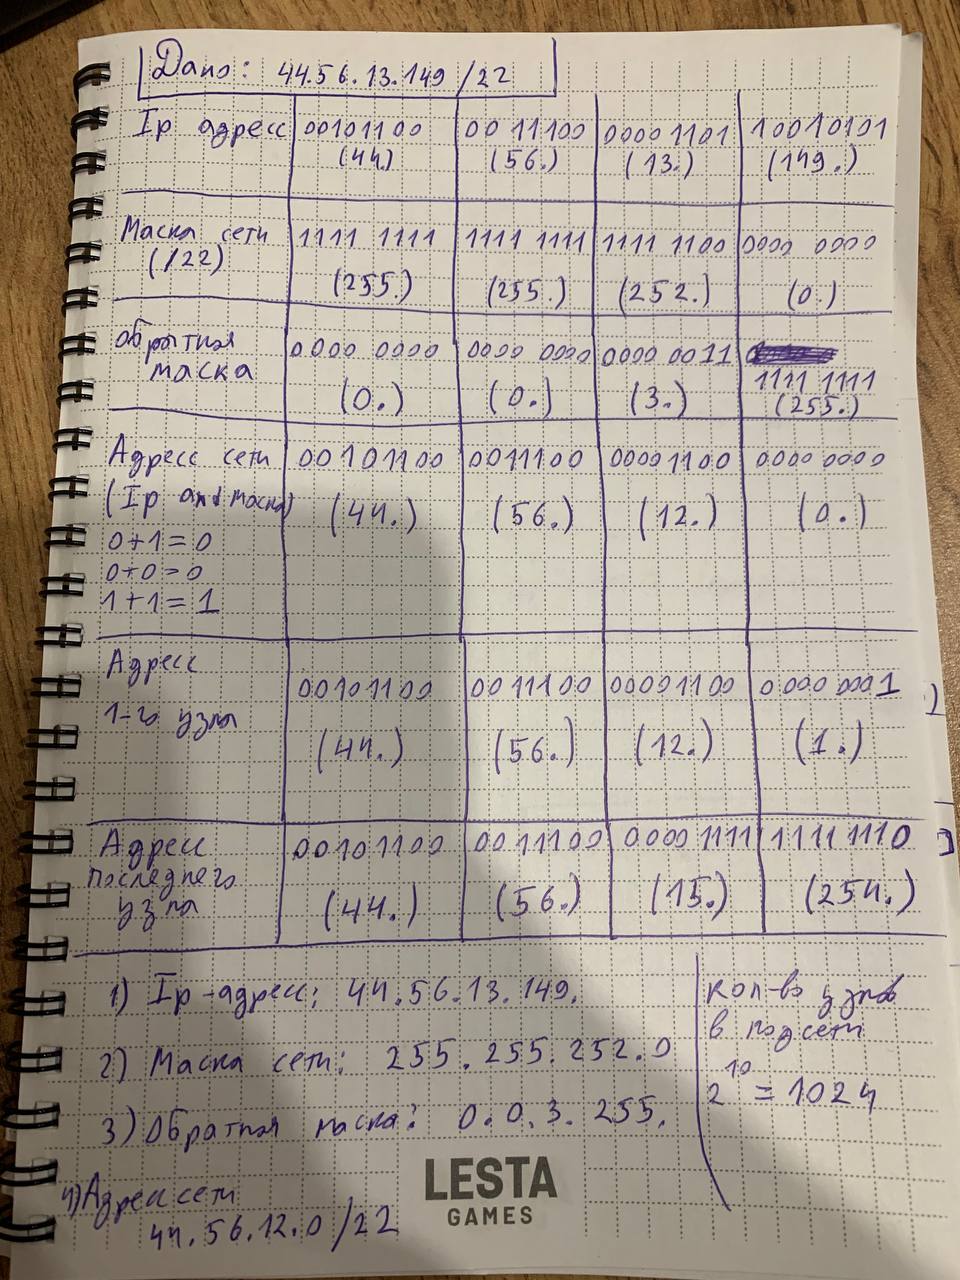 Дано: 44.56.13.149 /22
Ip адресс 00101100 0011100 0000 1101 10010101
(44) (56.) (13.) (149.)
Маска сети 1111 1111 1111 1111 1111 1100 0000 0000
(/22)
(255.) (255.) (252.) (0.)
Обратная 0000 0000 0000 0000 0000 0011
маска 1111 1111
(0.) (0.) (3.) (255.)
Адресс сети 00101100 0011100 00001100 0000 0000
(Ip and маска) (44.) (56.) (12.) (0.)
0+1=0
0+0=0
1+1=1
Адресс
00101100 0011100 00001100 0000 0001
1-го узла
(44.) (56.) (12.) (1.)
Адресс 00101100 0011100 0000 1111 1111 1110
последнего
узла (44.) (56.) (15.) (254.)
1) Ip-адресс: 44.56.13.149.
2) Маска сети: 255.255.252.0
3) Обратная маска: 0.0.3.255.
4) Адрес сети
44.56.12.0/22
кол-во узлов
в подсети
2^10 = 1024
LESTA
GAMES